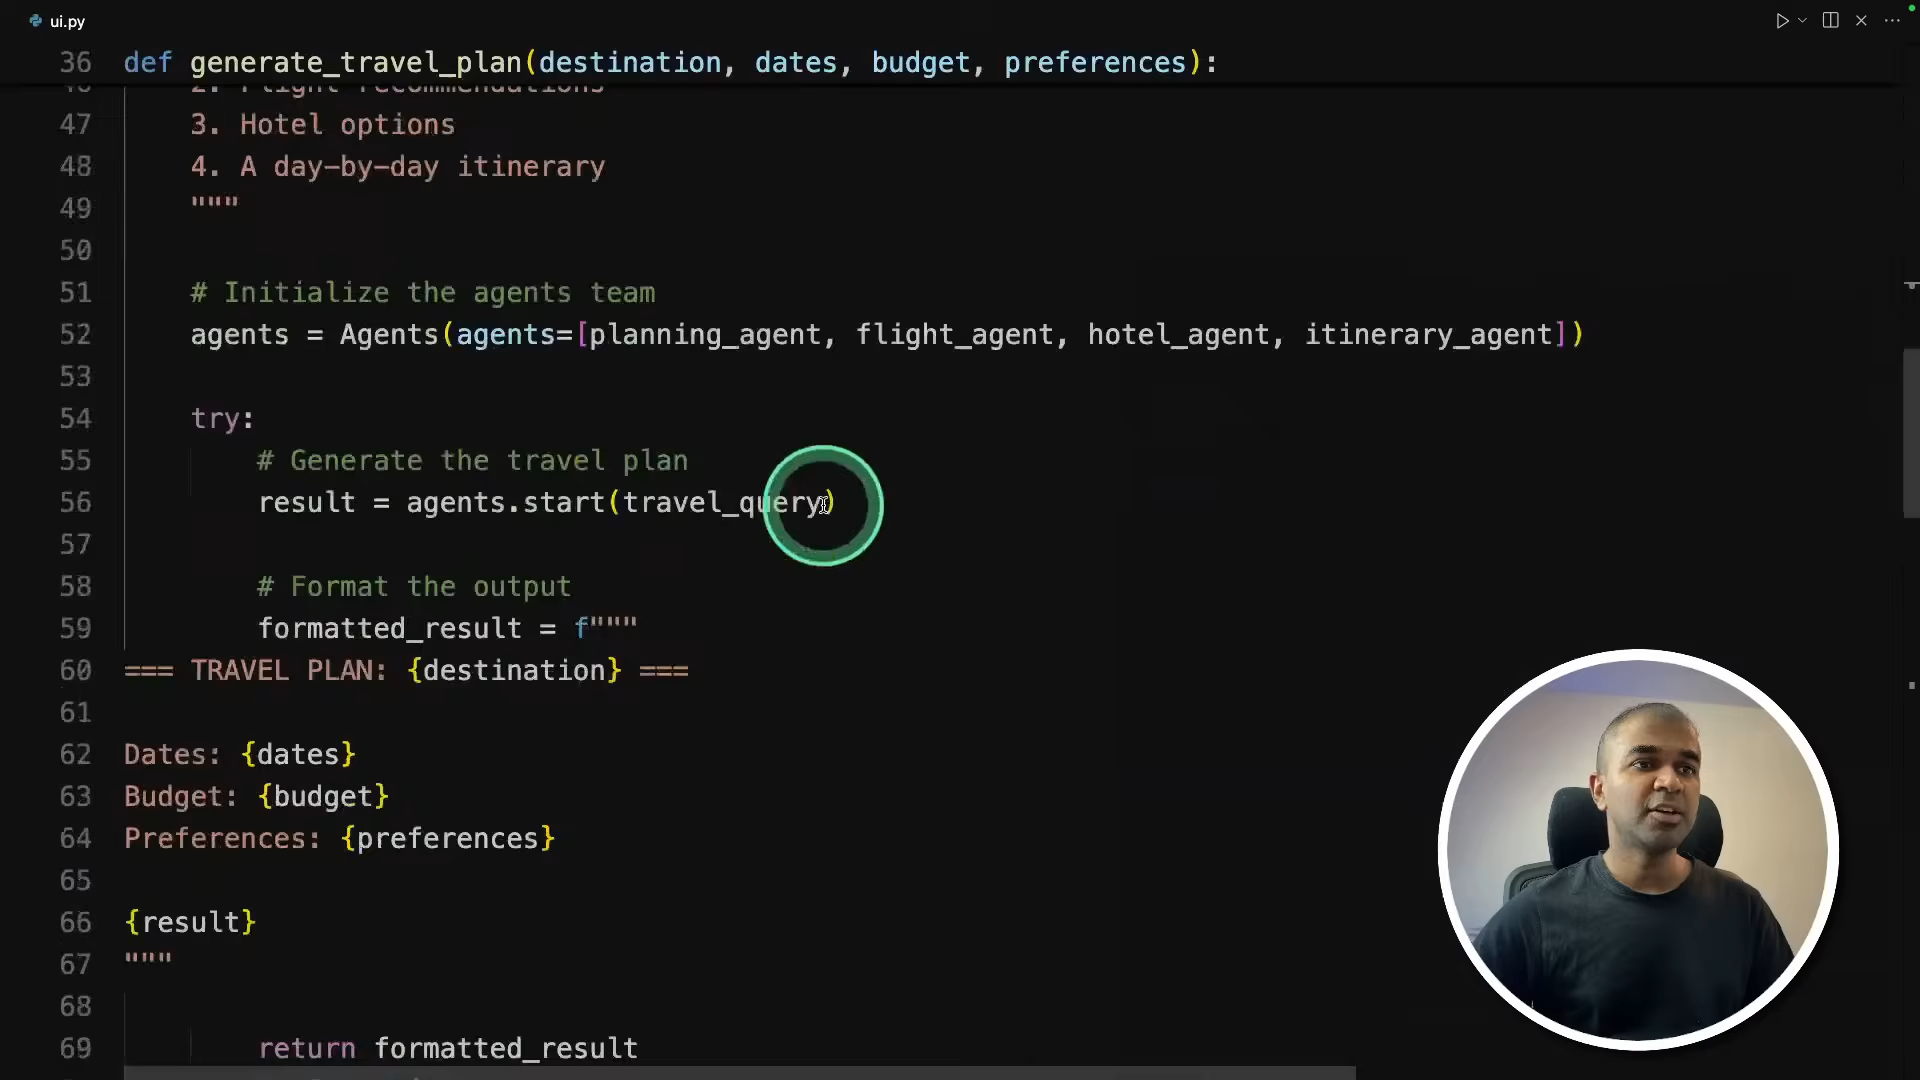 ui.py
36 def generate_travel_plan(destination, dates, budget, preferences):
2. Flight recommendations
47 3. Hotel options
48 4. A day-by-day itinerary
49 """
50
51 # Initialize the agents team
52 agents = Agents(agents=[planning_agent, flight_agent, hotel_agent, itinerary_agent])
53
54 try:
55 # Generate the travel plan
56 result = agents.start(travel_query)
57
58 # Format the output
59 formatted_result = f"""
60 === TRAVEL PLAN: {destination} ===
61
62 Dates: {dates}
63 Budget: {budget}
64 Preferences: {preferences}
65
66 {result}
67 """
68
69 return formatted_result